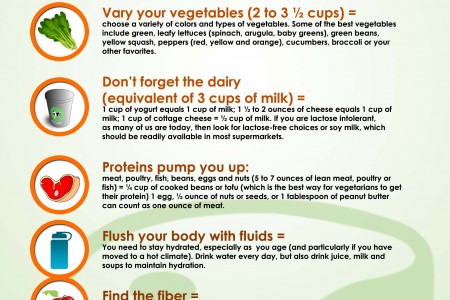 Vary your vegetables (2 to 3 ½ cups) =
choose a variety of colors and types of vegetables. Some of the best vegetables
include green, leafy lettuces (spinach, arugula, baby greens), green beans,
yellow squash, peppers (red, yellow and orange), cucumbers, broccoli or your
other favorites.
Don't forget the dairy
(equivalent of 3 cups of milk) =
1 cup of yogurt equals 1 cup of milk; 1 ½ to 2 ounces of cheese equals 1 cup of
milk; 1 cup of cottage cheese = ½ cup of milk. If you are lactose intolerant,
as many of us are today, then look for lactose-free choices or soy milk, which
should be readily available in most supermarkets.
Proteins pump you up:
meat, poultry, fish, beans, eggs and nuts (5 to 7 ounces of lean meat, poultry or
fish) = ¼ cup of cooked beans or tofu (which is the best way for vegetarians to get
their protein) 1 egg, ½ ounce of nuts or seeds, or 1 tablespoon of peanut butter
can count as one ounce of meat.
Flush your body with fluids =
You need to stay hydrated, especially as you age (and particularly if you have
moved to a hot climate). Drink water every day, but also drink juice, milk and
soups to maintain hydration.
Find the fiber =